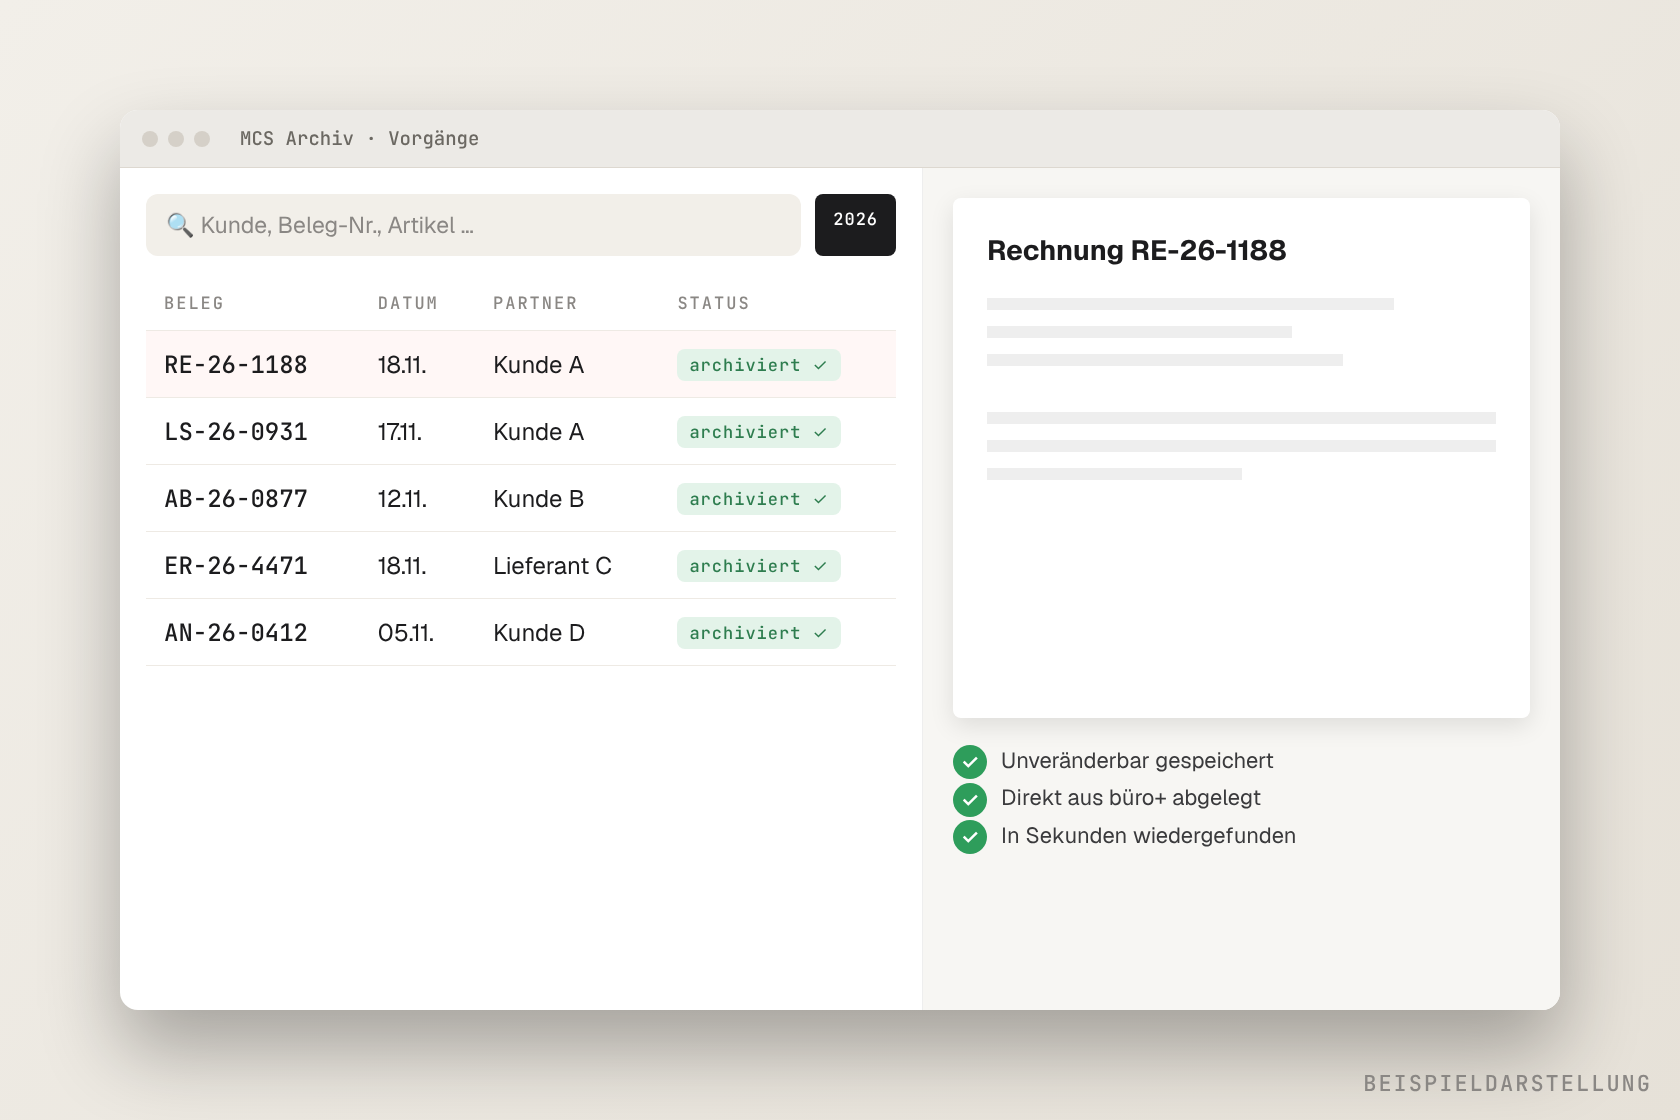 MCS Archiv · Vorgänge
🔍 Kunde, Beleg-Nr., Artikel …
2026
BELEG DATUM PARTNER STATUS
RE-26-1188 18.11. Kunde A archiviert ✓
LS-26-0931 17.11. Kunde A archiviert ✓
AB-26-0877 12.11. Kunde B archiviert ✓
ER-26-4471 18.11. Lieferant C archiviert ✓
AN-26-0412 05.11. Kunde D archiviert ✓
Rechnung RE-26-1188
Unveränderbar gespeichert
Direkt aus büro+ abgelegt
In Sekunden wiedergefunden
BEISPIELDARSTELLUNG